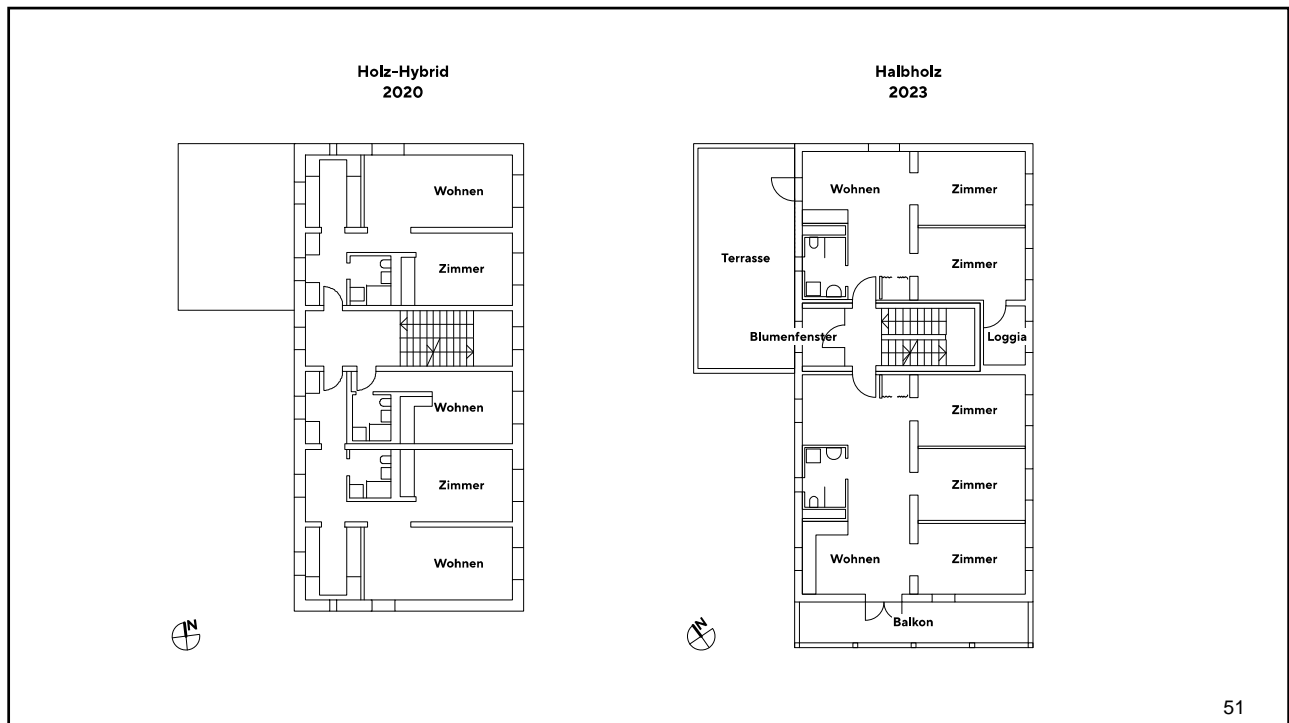 Holz-Hybrid
2020
Wohnen
Zimmer
Wohnen
Zimmer
Wohnen
N
Halbholz
2023
Wohnen
Zimmer
Terrasse
Zimmer
Blumenfenster
Loggia
Zimmer
Zimmer
Wohnen
Zimmer
Balkon
N
51